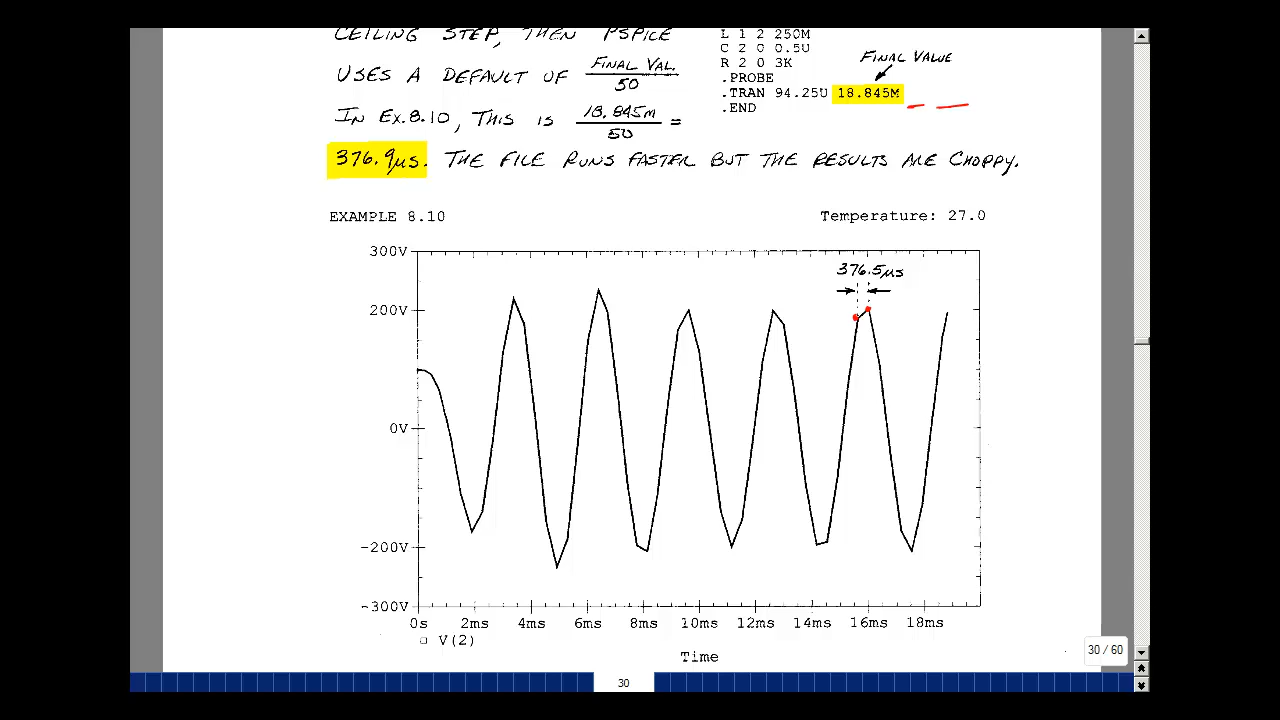 CEILING STEP, THEN PSPICE
USES A DEFAULT OF FINAL VAL./50
IN EX.8.10, THIS IS 18.845M/50 =
376.9μS. THE FILE RUNS FASTER BUT THE RESULTS ARE CHOPPY.
L 1 2 250M
C 2 0 0.5U
R 2 0 3K
.PROBE
.TRAN 94.25U 18.845M
.END
FINAL VALUE
EXAMPLE 8.10 Temperature: 27.0
300V
200V
0V
-200V
-300V
376.5μS
0s 2ms 4ms 6ms 8ms 10ms 12ms 14ms 16ms 18ms
V(2)
Time
30 / 60
30